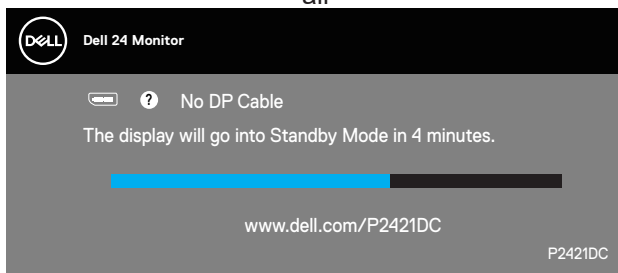 DELL
Dell 24 Monitor
? No DP Cable
The display will go into Standby Mode in 4 minutes.
www.dell.com/P2421DC
P2421DC